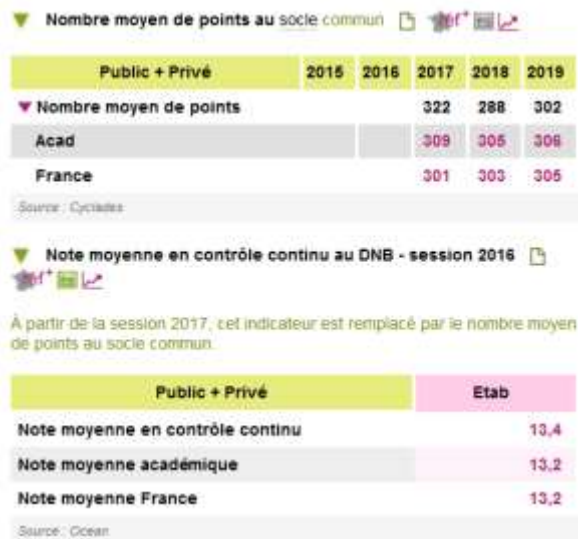 Nombre moyen de points au socle commun
Public + Privé 2015 2016 2017 2018 2019
Nombre moyen de points 322 288 302
Acad 309 305 306
France 301 303 305
Source : Cyclades
Note moyenne en contrôle continu au DNB - session 2016
À partir de la session 2017, cet indicateur est remplacé par le nombre moyen
de points au socle commun.
Public + Privé Etab
Note moyenne en contrôle continu 13,4
Note moyenne académique 13,2
Note moyenne France 13,2
Source : Ocean